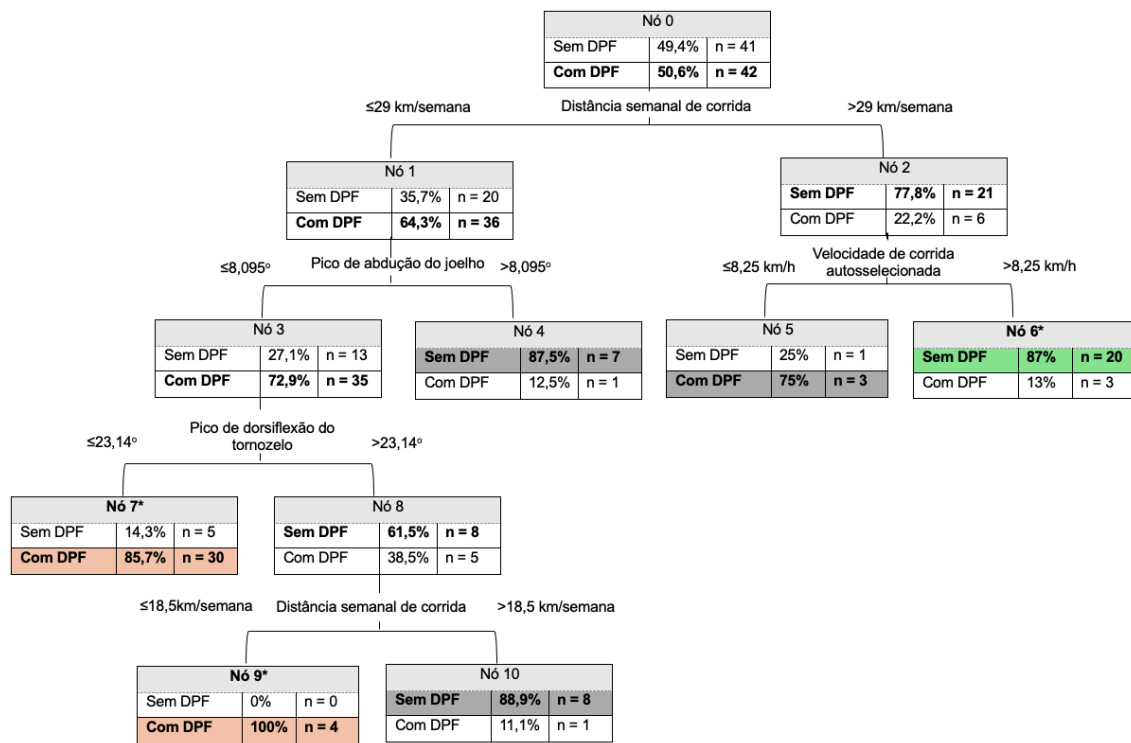 Nó 0
Sem DPF 49,4% n = 41
Com DPF 50,6% n = 42
≤29 km/semana Distância semanal de corrida >29 km/semana
Nó 1
Sem DPF 35,7% n = 20
Com DPF 64,3% n = 36
Nó 2
Sem DPF 77,8% n = 21
Com DPF 22,2% n = 6
≤8,095º Pico de abdução do joelho >8,095º
≤8,25 km/h Velocidade de corrida >8,25 km/h
autosselecionada
Nó 3
Sem DPF 27,1% n = 13
Com DPF 72,9% n = 35
Nó 4
Sem DPF 87,5% n = 7
Com DPF 12,5% n = 1
Nó 5
Sem DPF 25% n = 1
Com DPF 75% n = 3
Nó 6*
Sem DPF 87% n = 20
Com DPF 13% n = 3
≤23,14º Pico de dorsiflexão do >23,14º
tornozelo
Nó 7*
Sem DPF 14,3% n = 5
Com DPF 85,7% n = 30
Nó 8
Sem DPF 61,5% n = 8
Com DPF 38,5% n = 5
≤18,5km/semana Distância semanal de corrida >18,5 km/semana
Nó 9*
Sem DPF 0% n = 0
Com DPF 100% n = 4
Nó 10
Sem DPF 88,9% n = 8
Com DPF 11,1% n = 1